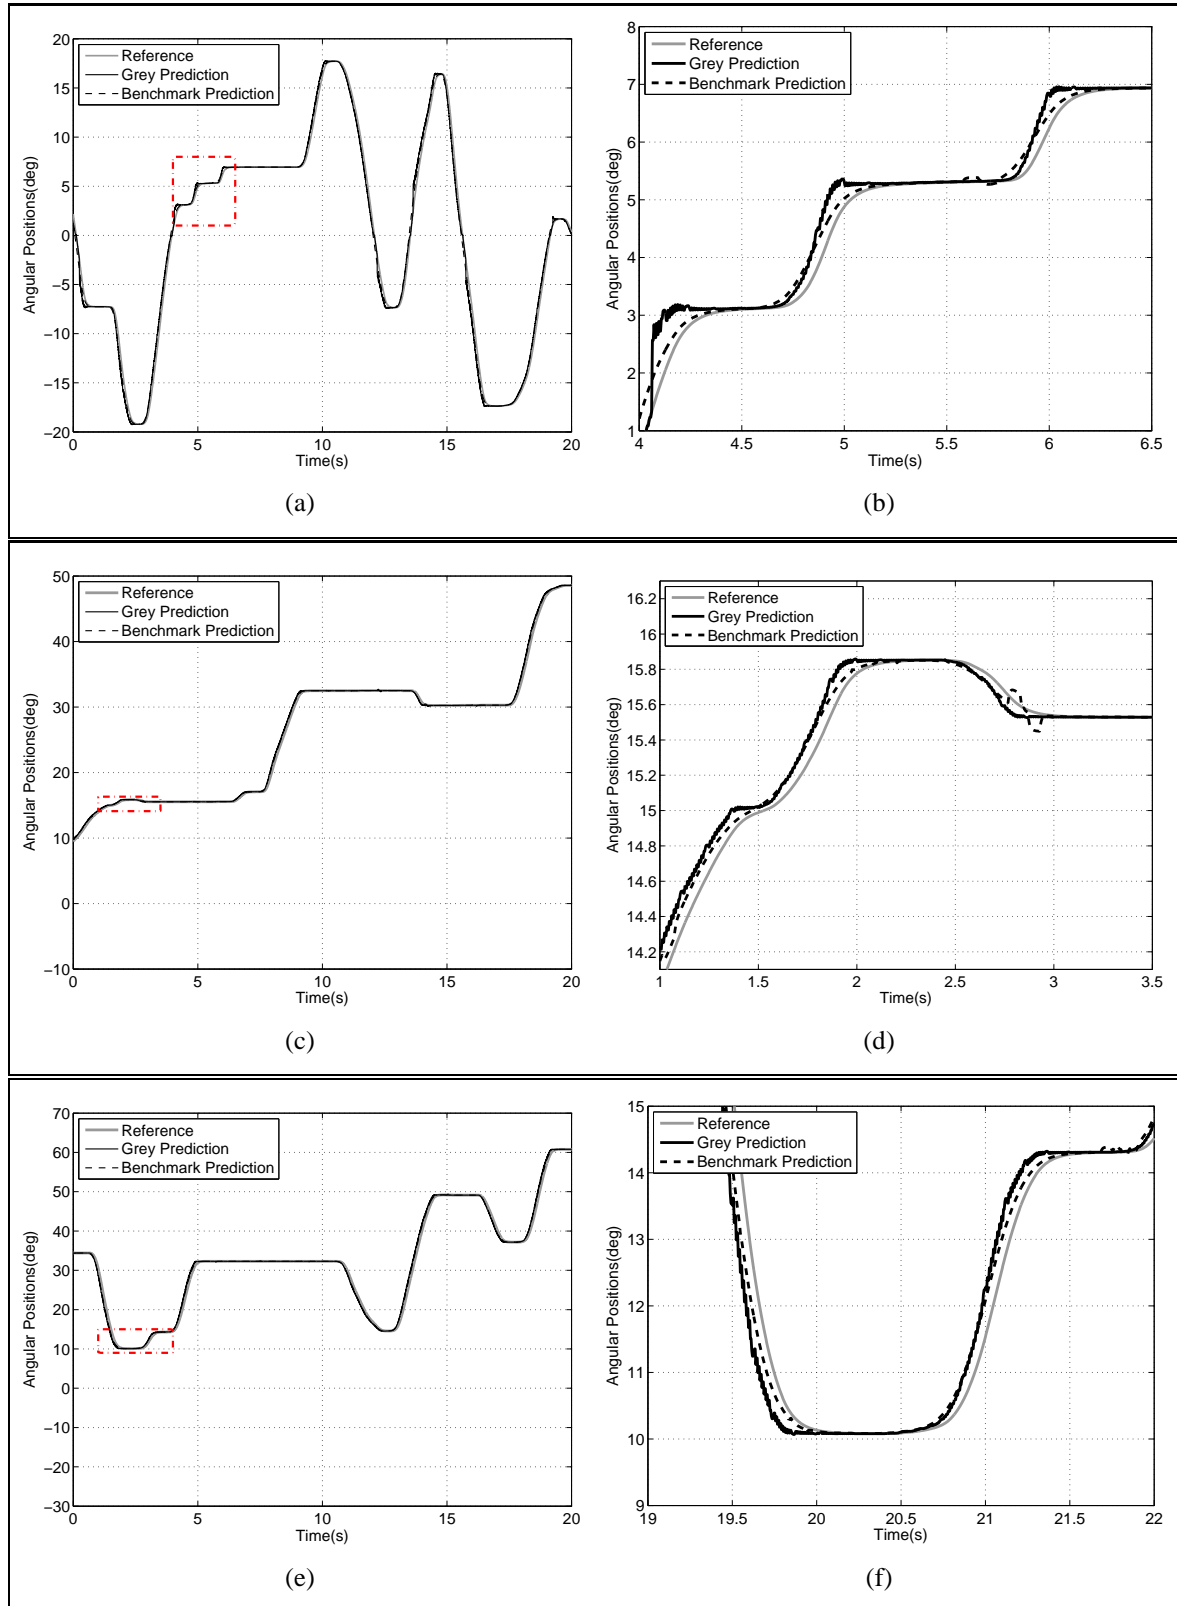 20
15
10
5
0
−5
−10
−15
−20
Angular Positions(deg)
Reference
Grey Prediction
Benchmark Prediction
0 5 10 15 20
Time(s)
(a)
8
7
6
5
4
3
2
1
Angular Positions(deg)
Reference
Grey Prediction
Benchmark Prediction
4 4.5 5 5.5 6 6.5
Time(s)
(b)
50
40
30
20
10
0
−10
Angular Positions(deg)
Reference
Grey Prediction
Benchmark Prediction
0 5 10 15 20
Time(s)
(c)
16.2
16
15.8
15.6
15.4
15.2
15
14.8
14.6
14.4
14.2
Angular Positions(deg)
Reference
Grey Prediction
Benchmark Prediction
1 1.5 2 2.5 3 3.5
Time(s)
(d)
70
60
50
40
30
20
10
0
−10
−20
−30
Angular Positions(deg)
Reference
Grey Prediction
Benchmark Prediction
0 5 10 15 20
Time(s)
(e)
15
14
13
12
11
10
9
Angular Positions(deg)
Reference
Grey Prediction
Benchmark Prediction
19 19.5 20 20.5 21 21.5 22
Time(s)
(f)